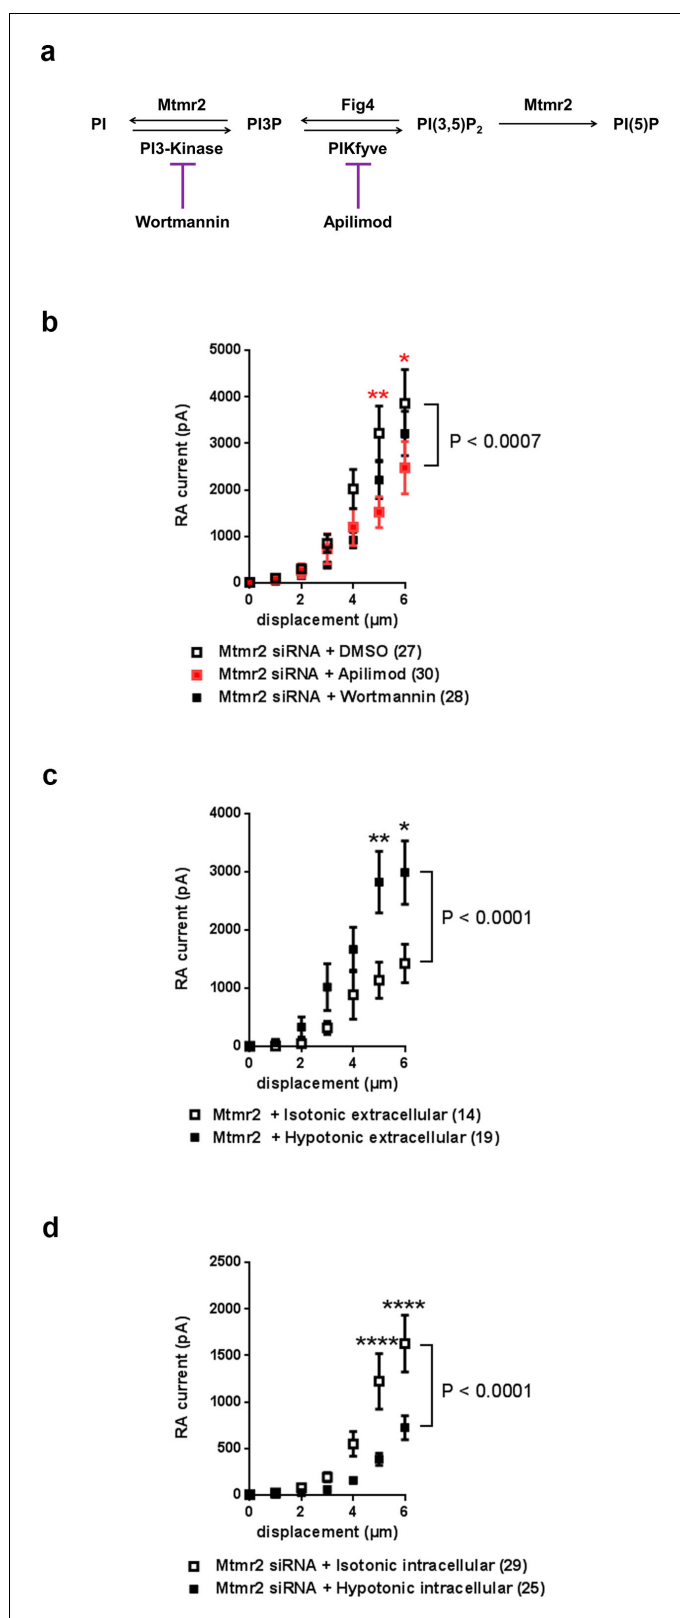 a
Mtmr2 Fig4 Mtmr2
PI PI3P PI(3,5)P2 PI(5)P
PI3-Kinase PIKfyve
Wortmannin Apilimod
b
RA current (pA)
5000
4000
3000
2000
1000
0
** *
P < 0.0007
0 2 4 6
displacement (µm)
Mtmr2 siRNA + DMSO (27)
Mtmr2 siRNA + Apilimod (30)
Mtmr2 siRNA + Wortmannin (28)
c
RA current (pA)
4000
3000
2000
1000
0
** *
P < 0.0001
0 2 4 6
displacement (µm)
Mtmr2 + Isotonic extracellular (14)
Mtmr2 + Hypotonic extracellular (19)
d
RA current (pA)
2500
2000
1500
1000
500
0
****
****
P < 0.0001
0 2 4 6
displacement (µm)
Mtmr2 siRNA + Isotonic intracellular (29)
Mtmr2 siRNA + Hypotonic intracellular (25)